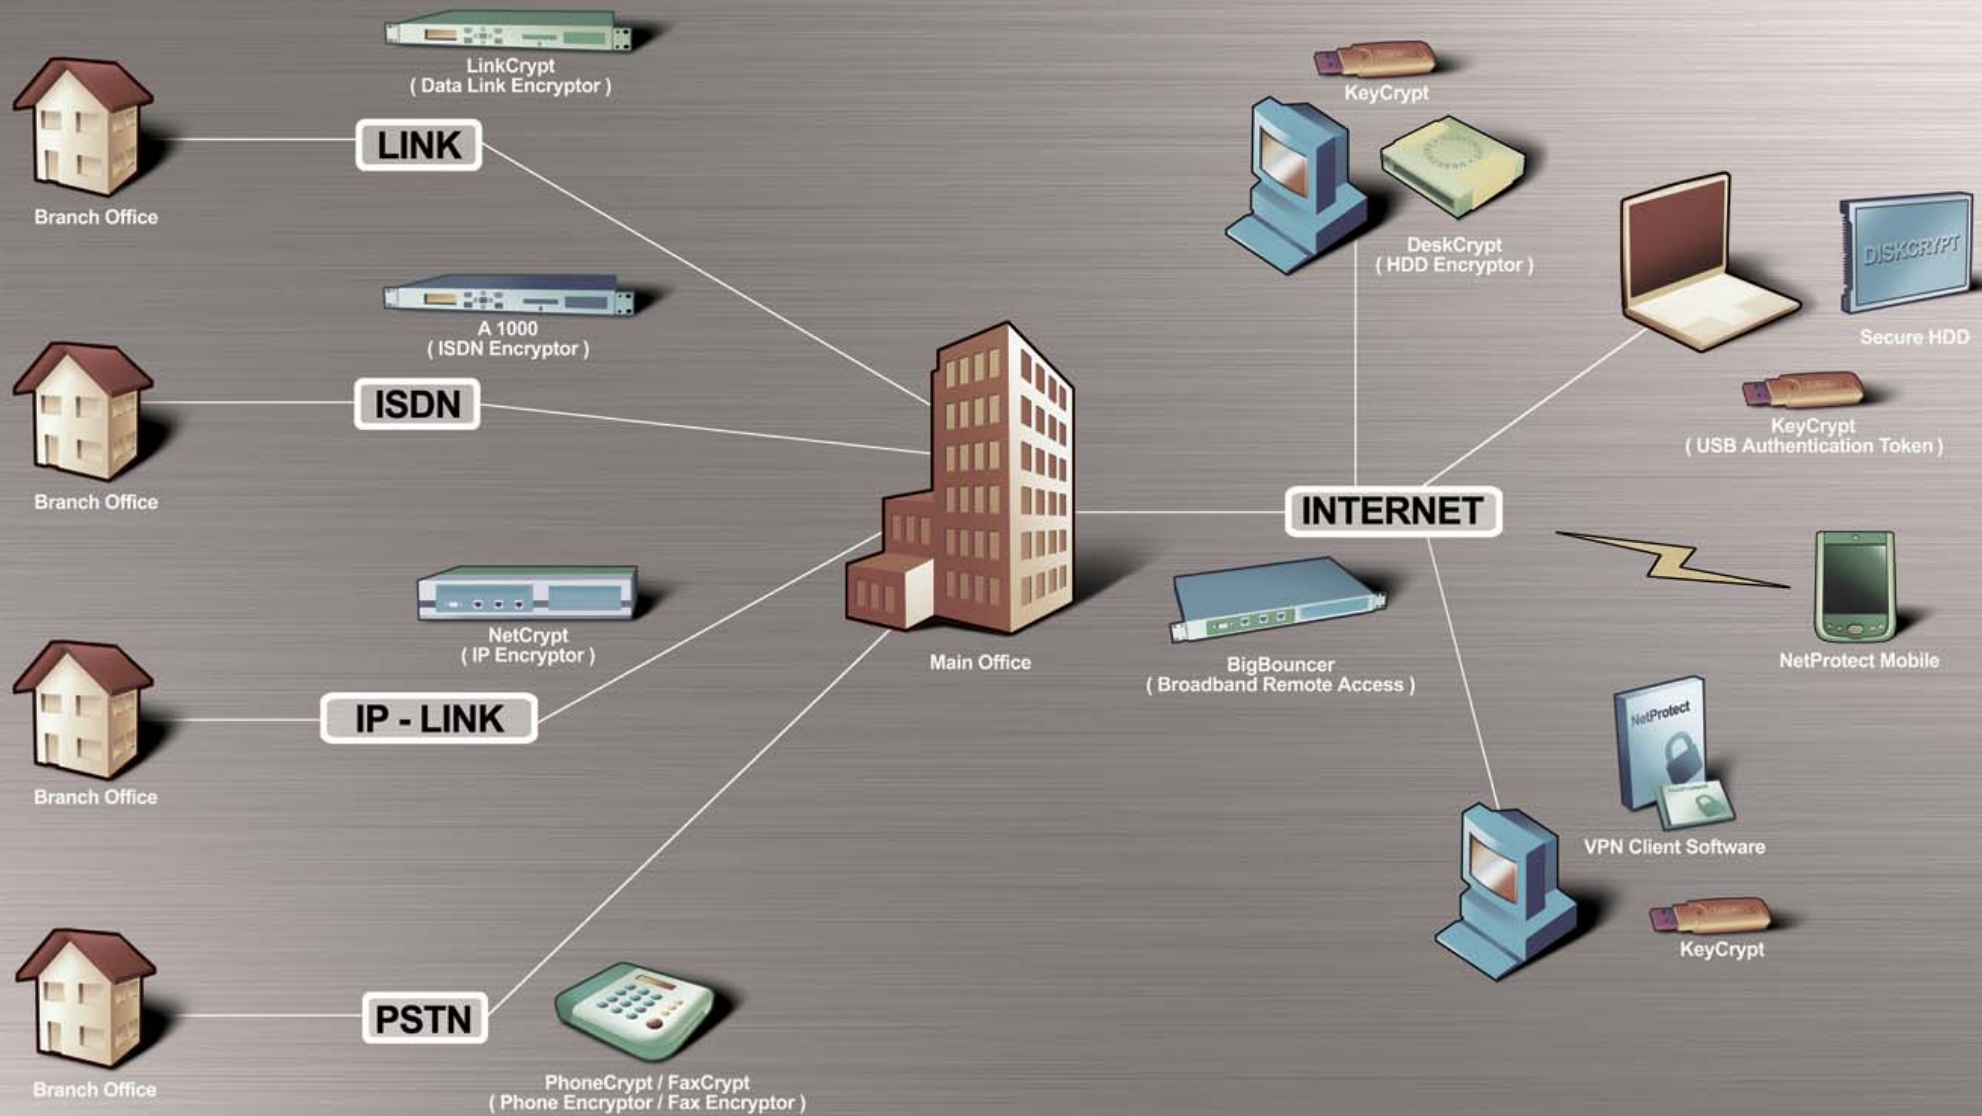 LinkCrypt
( Data Link Encryptor )
LINK
Branch Office
A 1000
( ISDN Encryptor )
ISDN
Branch Office
NetCrypt
( IP Encryptor )
IP - LINK
Branch Office
PSTN
Branch Office
PhoneCrypt / FaxCrypt
( Phone Encryptor / Fax Encryptor )
Main Office
KeyCrypt
DeskCrypt
( HDD Encryptor )
DISKCRYPT
Secure HDD
KeyCrypt
( USB Authentication Token )
INTERNET
BigBouncer
( Broadband Remote Access )
NetProtect Mobile
NetProtect
NetProtect
VPN Client Software
KeyCrypt